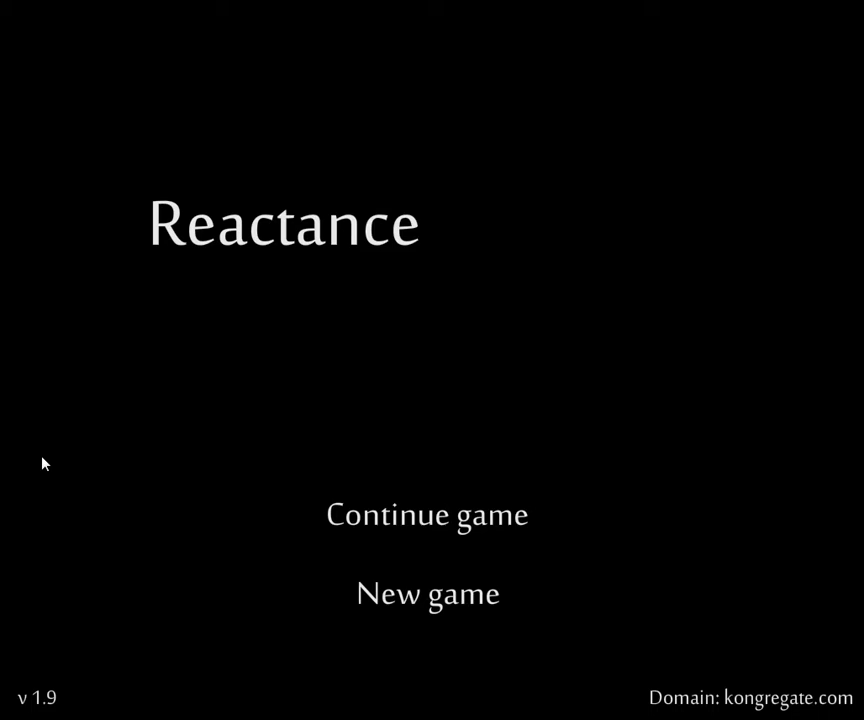 Reactance
Continue game
New game
v 1.9
Domain: kongregate.com